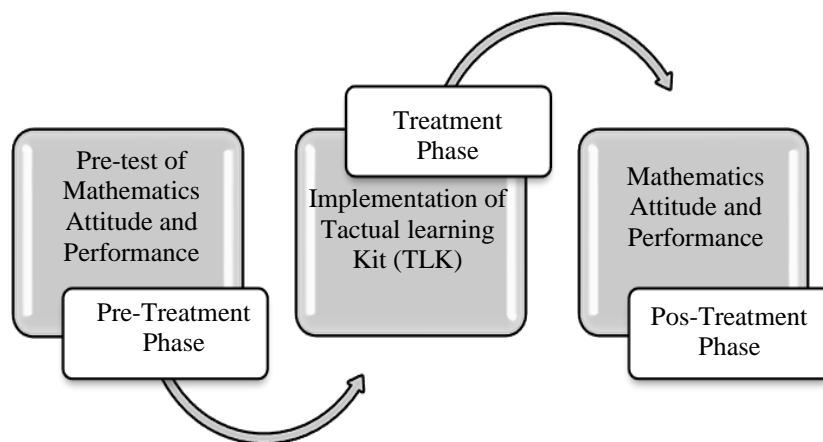 Pre-test of
Mathematics
Attitude and
Performance
Pre-Treatment
Phase
Treatment
Phase
Implementation of
Tactual learning
Kit (TLK)
Mathematics
Attitude and
Performance
Pos-Treatment
Phase